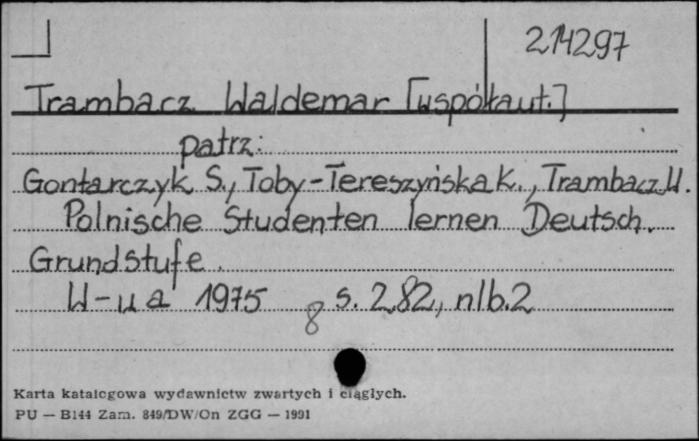 214297
Trambacz Waldemar [współaut.]
patrz:
Gontarczyk S., Toby-Tereszyńska K., Trambacz W.
Polnische Studenten lernen Deutsch.
Grundstufe.
W-wa 1975 8 s. 282, nlb. 2
Karta katalogowa wydawnictw zwartych i ciągłych.
PU — B144 Zam. 849/DW/On ZGG — 1991